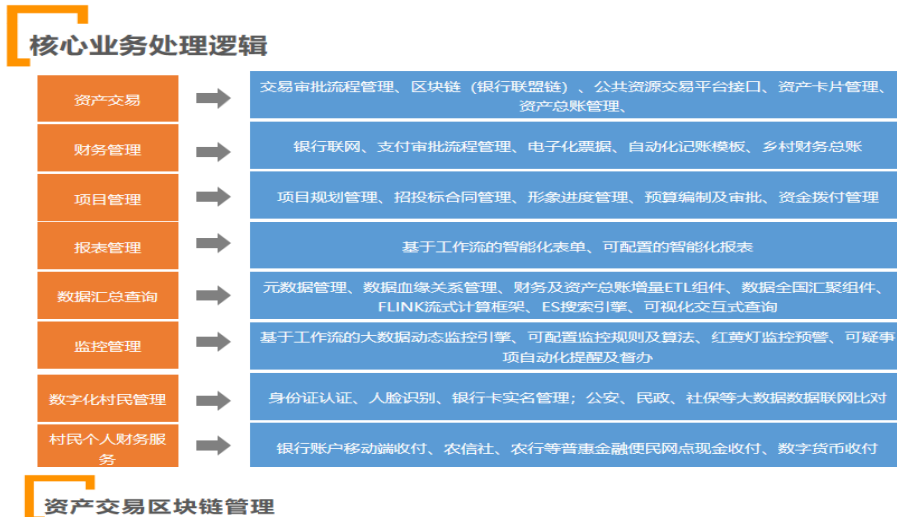 核心业务处理逻辑
资产交易
交易审批流程管理、区块链（银行联盟链）、公共资源交易平台接口、资产卡片管理、
资产总账管理、
财务管理
银行联网、支付审批流程管理、电子化票据、自动化记账模板、乡村财务总账
项目管理
项目规划管理、招投标合同管理、形象进度管理、预算编制及审批、资金拨付管理
报表管理
基于工作流的智能化表单、可配置的智能化报表
数据汇总查询
元数据管理、数据血缘关系管理、财务及资产总账增量ETL组件、数据全国汇聚组件、
FLINK流式计算框架、ES搜索引擎、可视化交互式查询
监控管理
基于工作流的大数据动态监控引擎、可配置监控规则及算法、红黄灯监控预警、可疑事
项自动化提醒及督办
数字化村民管理
身份证认证、人脸识别、银行卡实名管理；公安、民政、社保等大数据数据联网比对
村民个人财务服
务
银行账户移动端收付、农信社、农行等普惠金融便民网点现金收付、数字货币收付
资产交易区块链管理